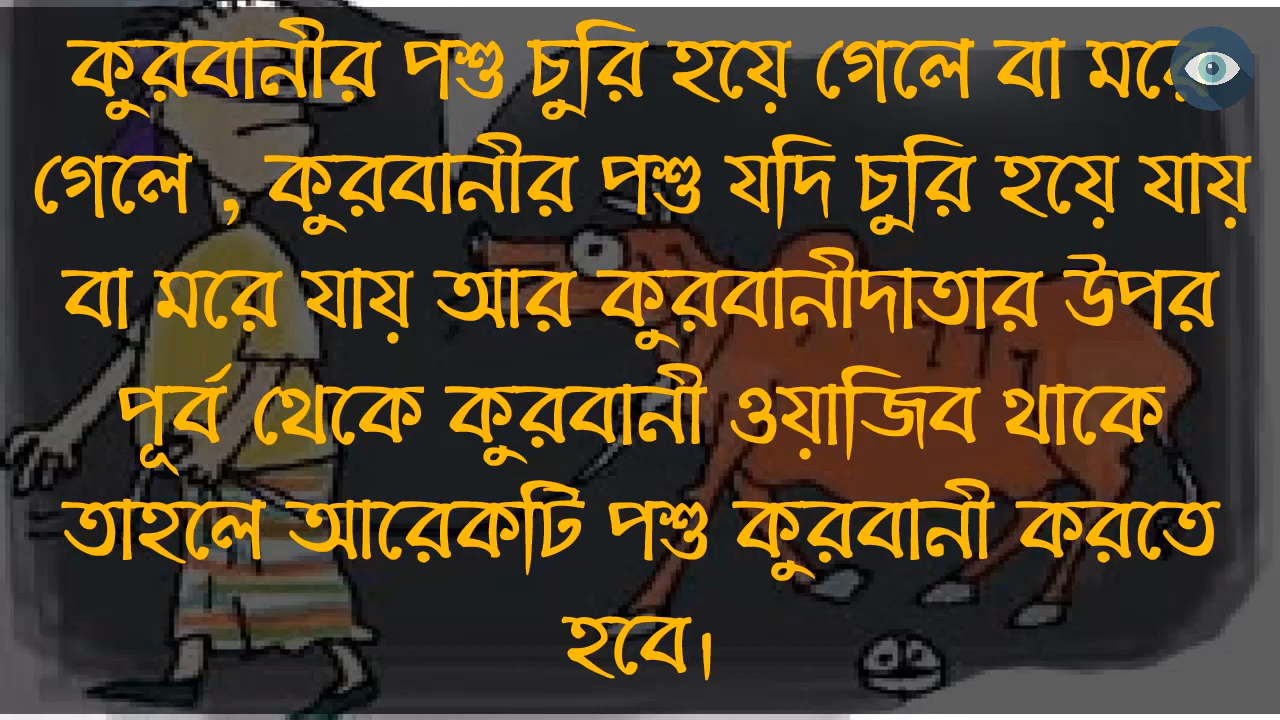 কুরবানীর পশু চুরি হয়ে গেলে বা মরে
গেলে , কুরবানীর পশু যদি চুরি হয়ে যায়
বা মরে যায় আর কুরবানীদাতার উপর
পূর্ব থেকে কুরবানী ওয়াজিব থাকে
তাহলে আরেকটি পশু কুরবানী করতে
হবে।